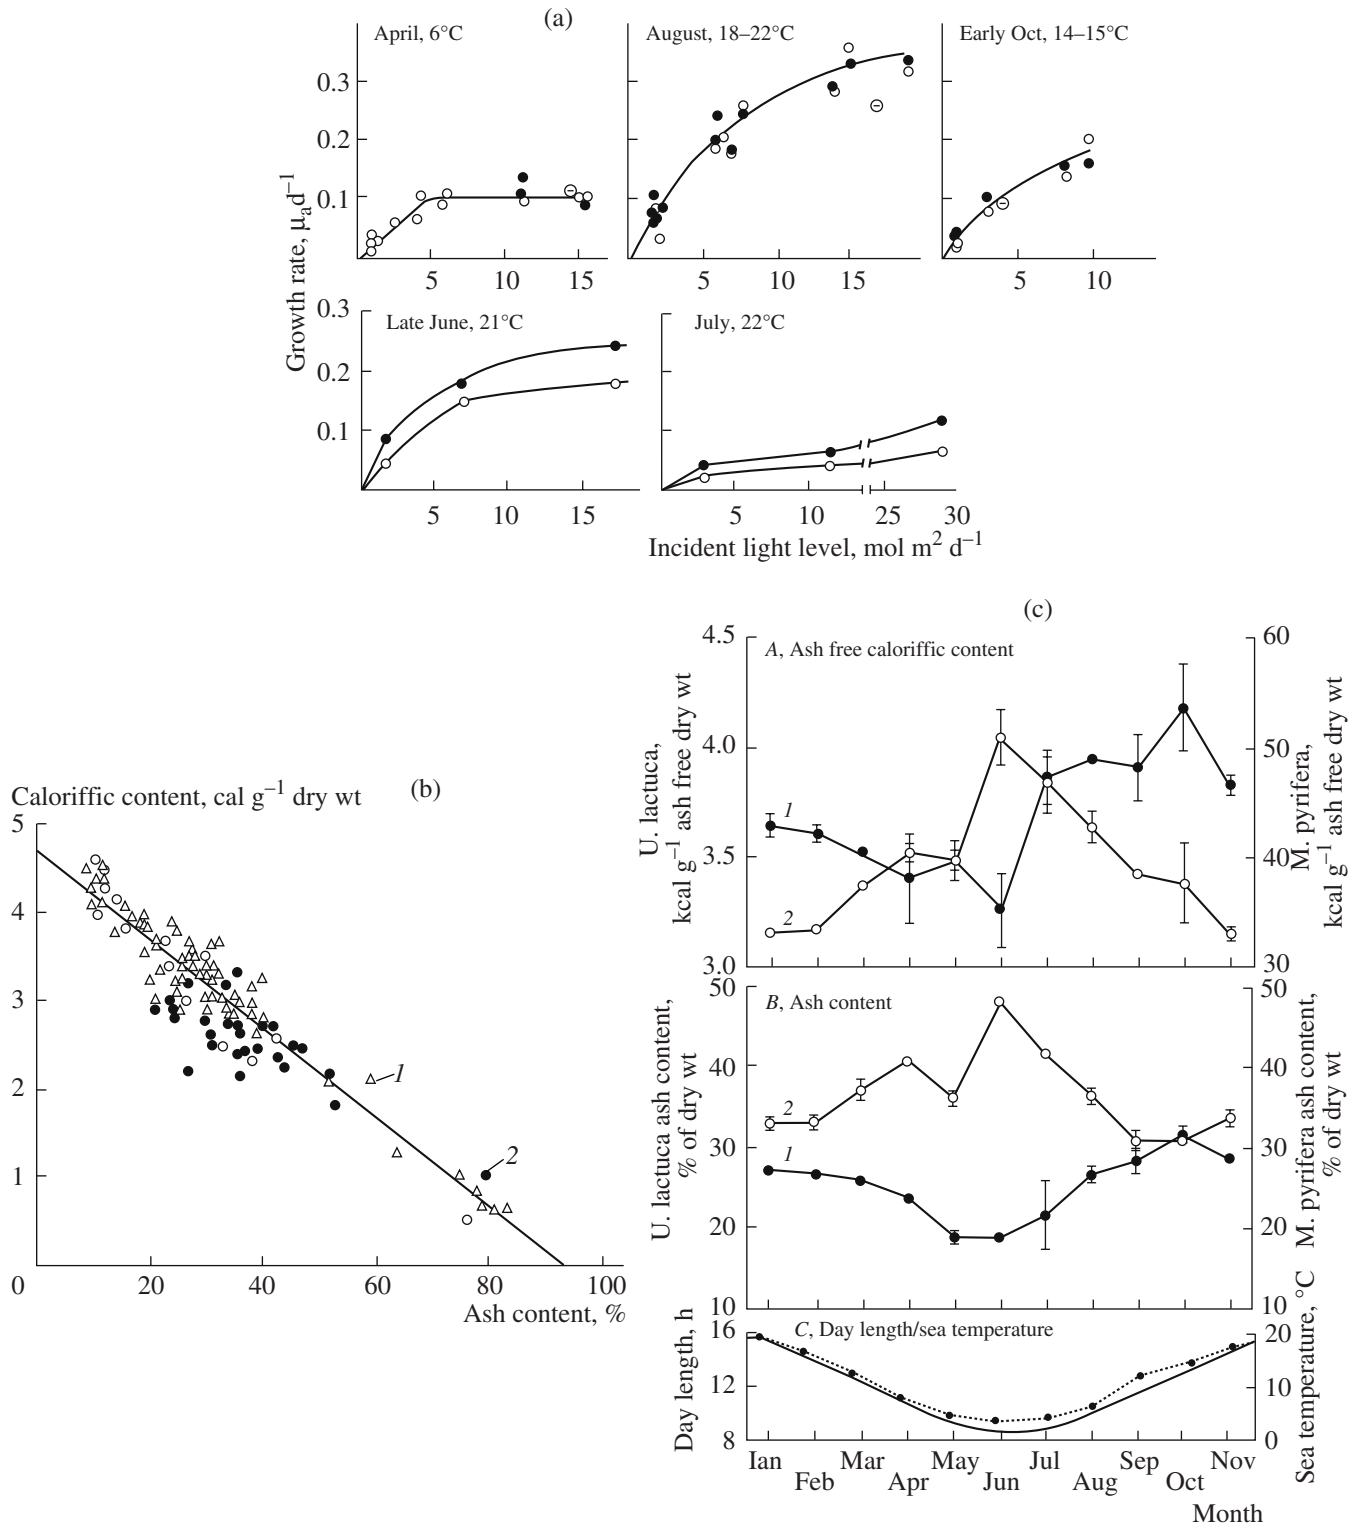 (a)
April, 6°C
August, 18–22°C
Early Oct, 14–15°C
0.3
0.2
0.1
5 10 15
5 10 15
5 10
Growth rate, μₐd⁻¹
0.3
0.2
0.1
Late June, 21°C
July, 22°C
5 10 15
5 10 25 30
Incident light level, mol m² d⁻¹
(b)
Caloriffic content, cal g⁻¹ dry wt
5
4
3
2
1
0
1
2
20 40 60 80 100
Ash content, %
(c)
A, Ash free caloriffic content
U. lactuca,
kcal g⁻¹ ash free dry wt
4.5
4.0
3.5
3.0
1
2
60
50
40
30
M. pyrifera,
kcal g⁻¹ ash free dry wt
B, Ash content
U. lactuca ash content,
% of dry wt
50
40
30
20
10
2
1
50
40
30
20
10
M. pyrifera ash content,
% of dry wt
C, Day length/sea temperature
Day length, h
16
12
8
20
10
0
Sea temperature, °C
Ian Feb Mar Apr May Jun Jul Aug Sep Oct Nov
Month